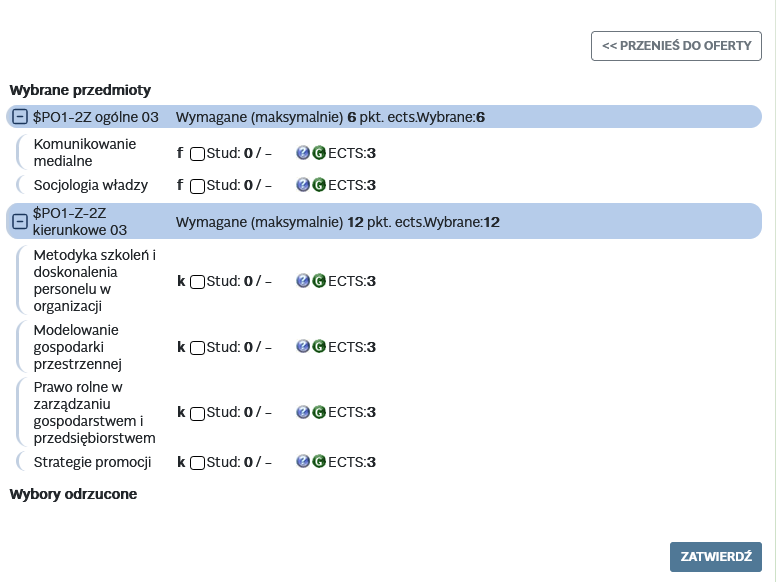 << PRZENIEŚ DO OFERTY
Wybrane przedmioty
$PO1-2Z ogólne 03 Wymagane (maksymalnie) 6 pkt. ects.Wybrane:6
Komunikowanie
medialne
f Stud: 0 / – ? G ECTS:3
Socjologia władzy f Stud: 0 / – ? G ECTS:3
$PO1-Z-2Z
kierunkowe 03
Wymagane (maksymalnie) 12 pkt. ects.Wybrane:12
Metodyka szkoleń i
doskonalenia
personelu w
organizacji
k Stud: 0 / – ? G ECTS:3
Modelowanie
gospodarki
przestrzennej
k Stud: 0 / – ? G ECTS:3
Prawo rolne w
zarządzaniu
gospodarstwem i
przedsiębiorstwem
k Stud: 0 / – ? G ECTS:3
Strategie promocji k Stud: 0 / – ? G ECTS:3
Wybory odrzucone
ZATWIERDŹ